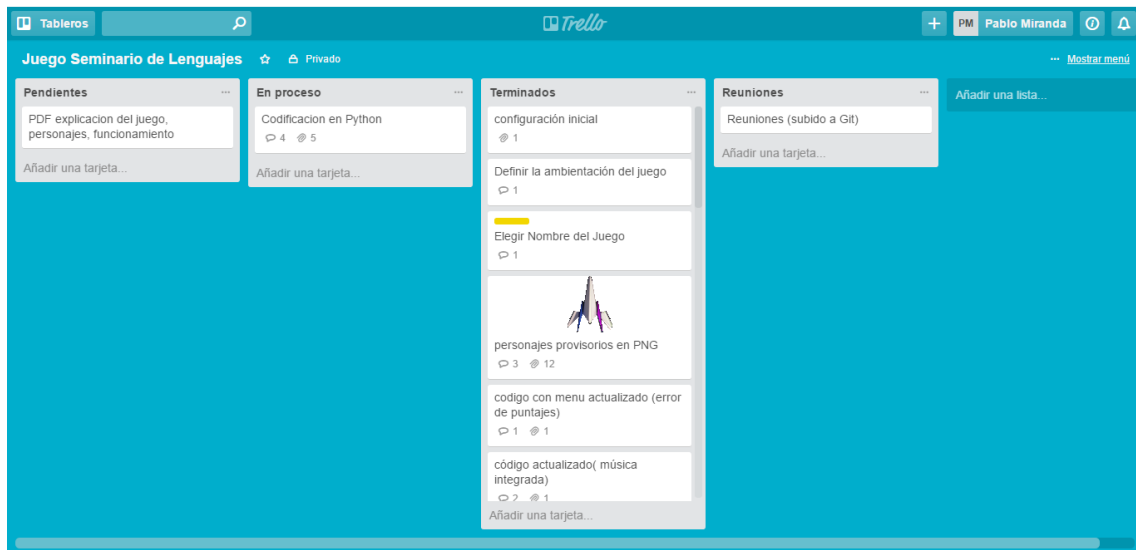 Tableros
Trello
+
PM Pablo Miranda
Juego Seminario de Lenguajes
Privado
... Mostrar menú
Pendientes ...
PDF explicacion del juego,
personajes, funcionamiento
Añadir una tarjeta...
En proceso ...
Codificacion en Python
4 5
Añadir una tarjeta...
Terminados ...
configuración inicial
1
Definir la ambientación del juego
1
Elegir Nombre del Juego
1
personajes provisorios en PNG
3 12
codigo con menu actualizado (error
de puntajes)
1 1
código actualizado( música
integrada)
2 1
Añadir una tarjeta...
Reuniones ...
Reuniones (subido a Git)
Añadir una tarjeta...
Añadir una lista...